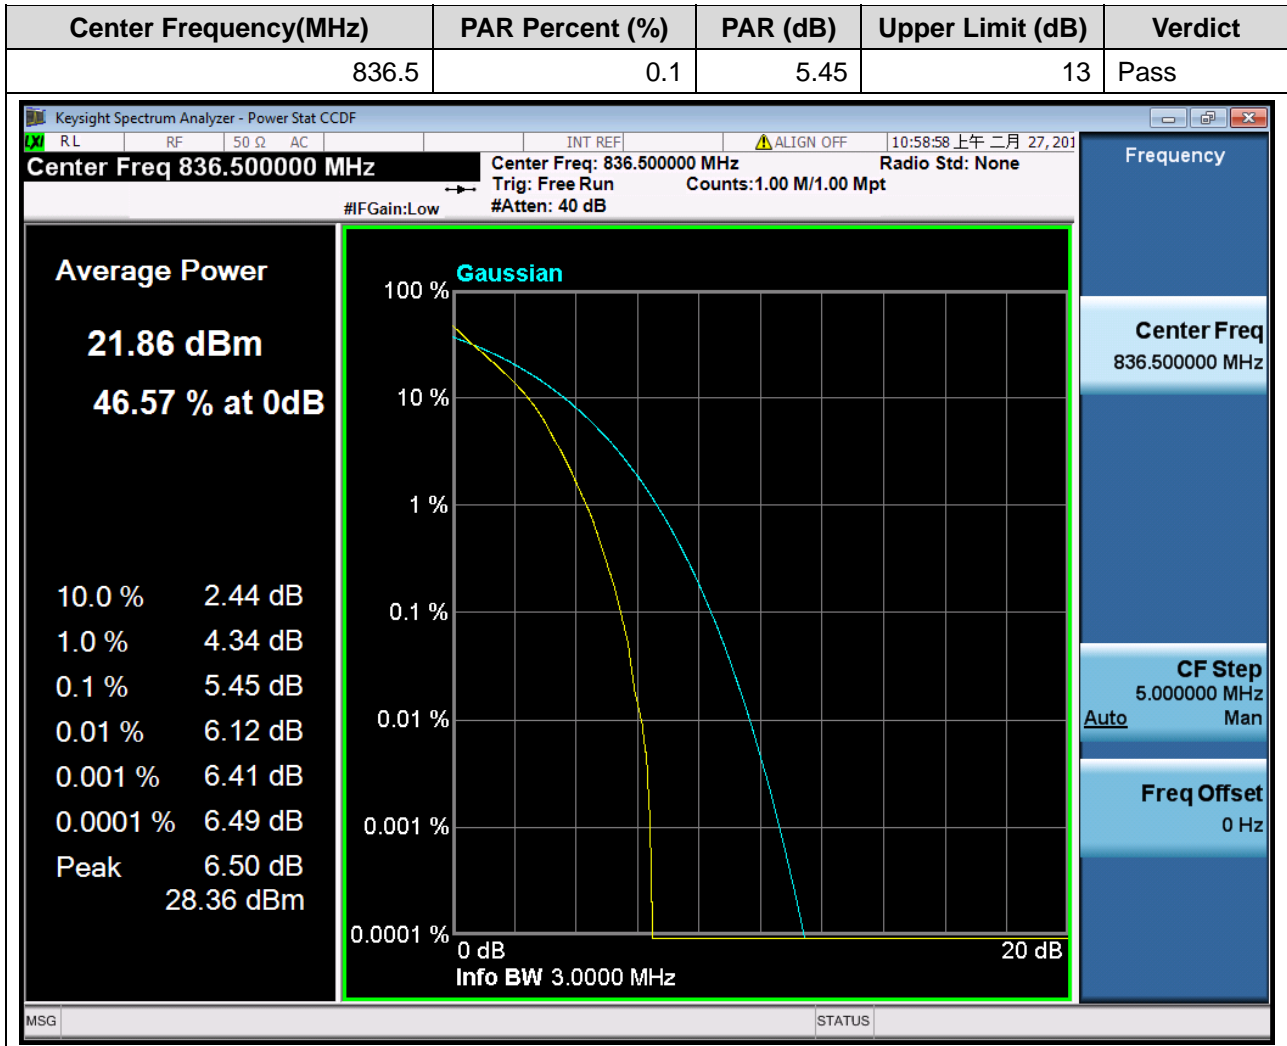 Center Frequency(MHz) PAR Percent (%) PAR (dB) Upper Limit (dB) Verdict
836.5 0.1 5.45 13 Pass
Keysight Spectrum Analyzer - Power Stat CCDF
LXI RL RF 50 Ω AC INT REF ALIGN OFF 10:58:58 上午 二月 27, 201
Center Freq 836.500000 MHz
Center Freq: 836.500000 MHz Radio Std: None
Trig: Free Run Counts:1.00 M/1.00 Mpt
#IFGain:Low #Atten: 40 dB
Average Power
21.86 dBm
46.57 % at 0dB
10.0 % 2.44 dB
1.0 % 4.34 dB
0.1 % 5.45 dB
0.01 % 6.12 dB
0.001 % 6.41 dB
0.0001 % 6.49 dB
Peak 6.50 dB
28.36 dBm
Gaussian
100 %
10 %
1 %
0.1 %
0.01 %
0.001 %
0.0001 %
0 dB 20 dB
Info BW 3.0000 MHz
Frequency
Center Freq
836.500000 MHz
CF Step
5.000000 MHz
Auto Man
Freq Offset
0 Hz
MSG STATUS